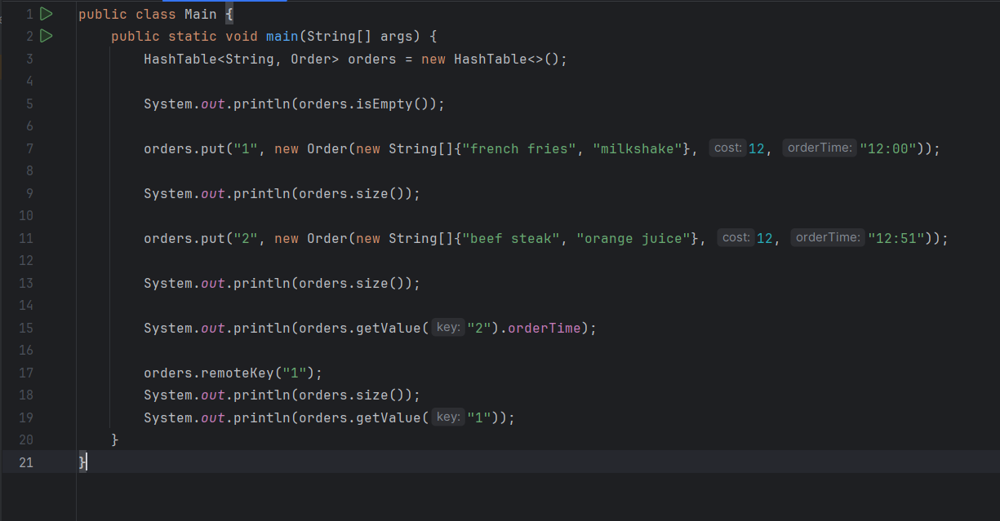 1 public class Main {
2 public static void main(String[] args) {
3 HashTable<String, Order> orders = new HashTable<>();
4
5 System.out.println(orders.isEmpty());
6
7 orders.put("1", new Order(new String[]{"french fries", "milkshake"}, cost: 12, orderTime: "12:00"));
8
9 System.out.println(orders.size());
10
11 orders.put("2", new Order(new String[]{"beef steak", "orange juice"}, cost: 12, orderTime: "12:51"));
12
13 System.out.println(orders.size());
14
15 System.out.println(orders.getValue( key: "2").orderTime);
16
17 orders.remoteKey("1");
18 System.out.println(orders.size());
19 System.out.println(orders.getValue( key: "1"));
20 }
21 }